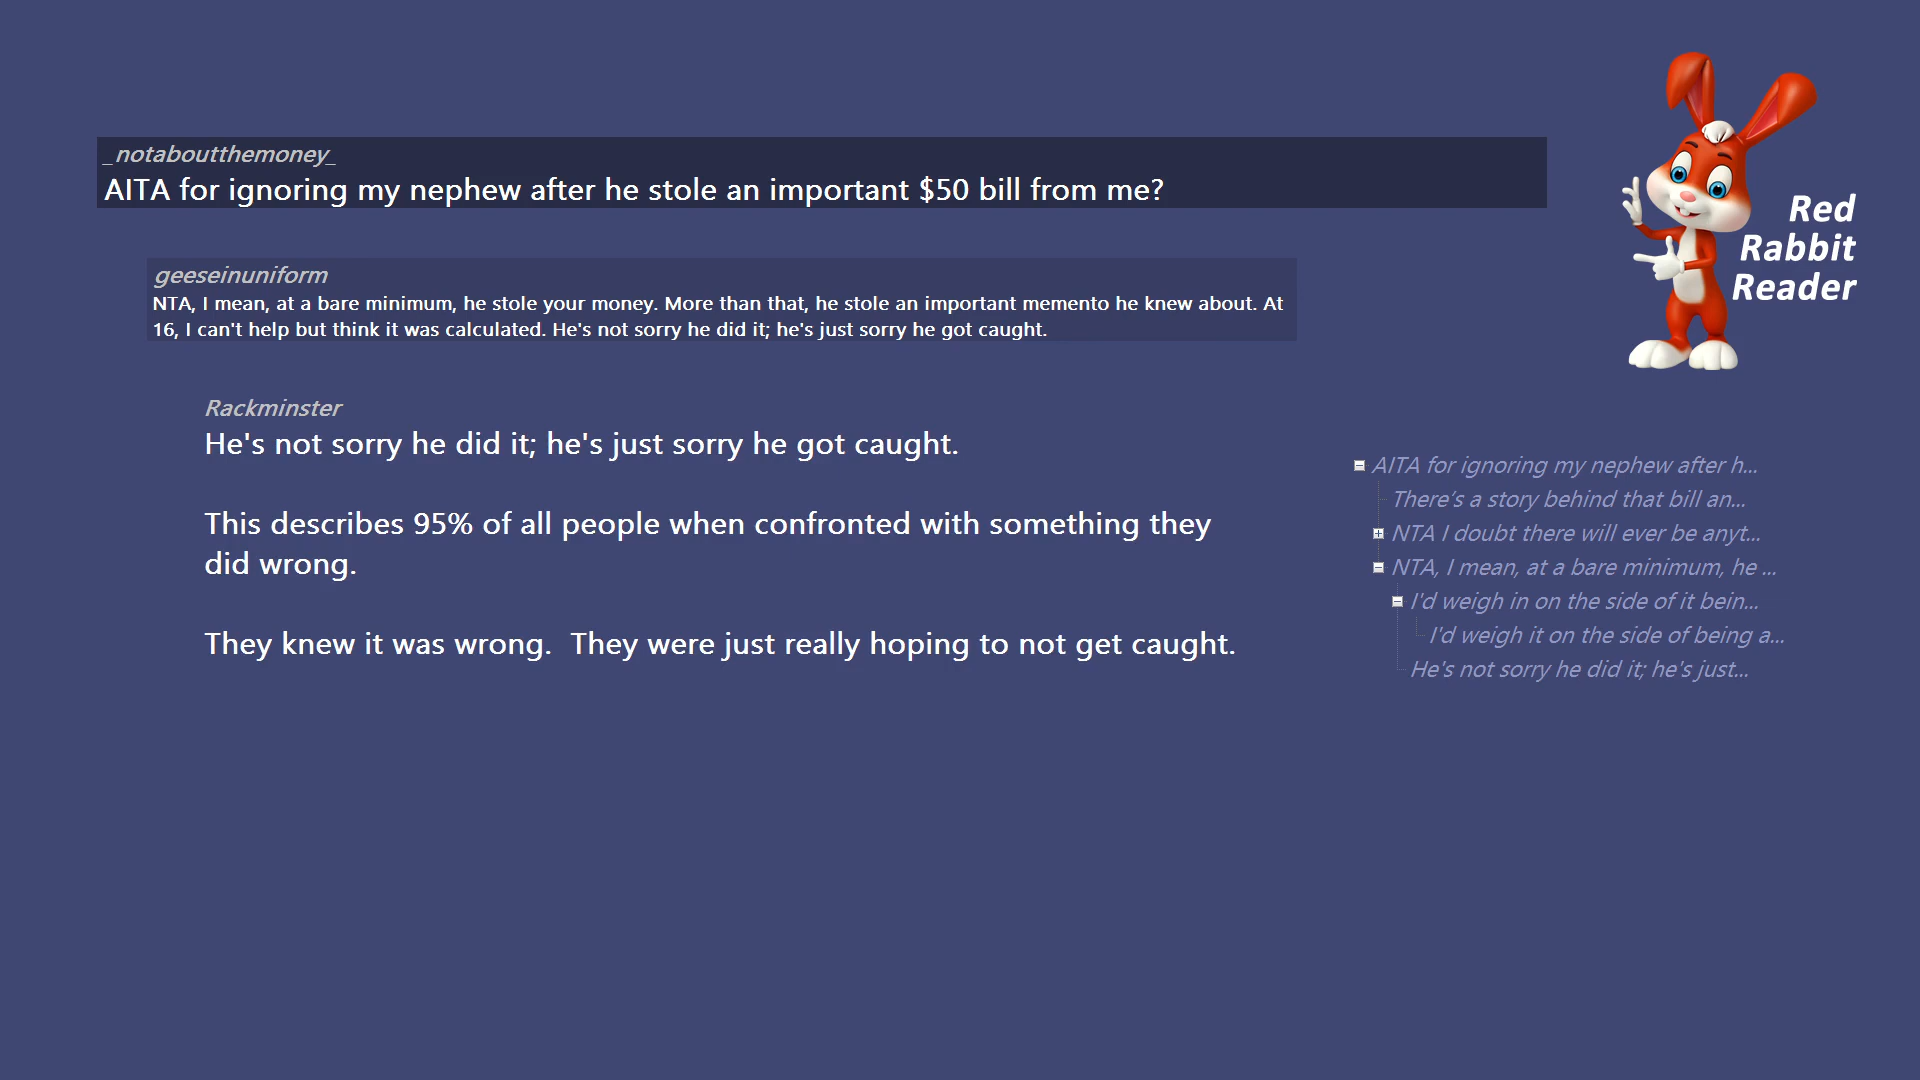 _notaboutthemoney_
AITA for ignoring my nephew after he stole an important $50 bill from me?
geeseinuniform
NTA, I mean, at a bare minimum, he stole your money. More than that, he stole an important memento he knew about. At
16, I can't help but think it was calculated. He's not sorry he did it; he's just sorry he got caught.
Rackminster
He's not sorry he did it; he's just sorry he got caught.
This describes 95% of all people when confronted with something they
did wrong.
They knew it was wrong.  They were just really hoping to not get caught.
Red
Rabbit
Reader
AITA for ignoring my nephew after h...
There’s a story behind that bill an...
NTA I doubt there will ever be anyt...
NTA, I mean, at a bare minimum, he ...
I'd weigh in on the side of it bein...
I'd weigh it on the side of being a...
He's not sorry he did it; he's just...